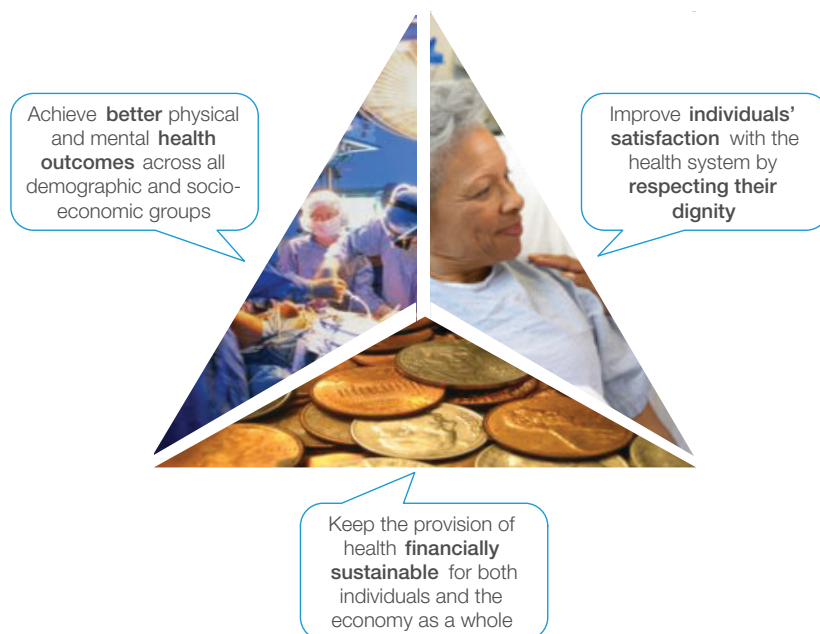 Achieve better physical
and mental health
outcomes across all
demographic and socio-
economic groups
Improve individuals’
satisfaction with the
health system by
respecting their
dignity
Keep the provision of
health financially
sustainable for both
individuals and the
economy as a whole